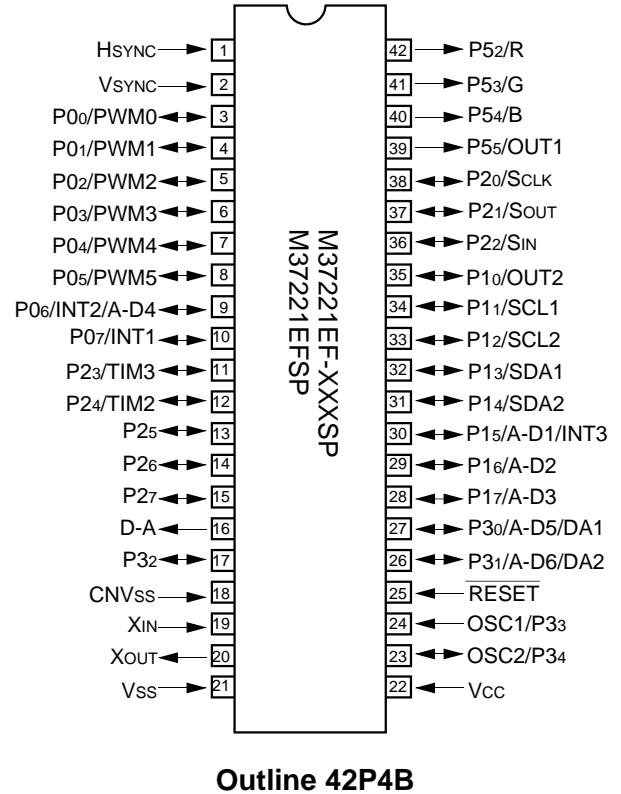 HSYNC 1 42 P52/R
VSYNC 2 41 P53/G
P00/PWM0 3 40 P54/B
P01/PWM1 4 39 P55/OUT1
P02/PWM2 5 38 P20/SCLK
P03/PWM3 6 37 P21/SOUT
P04/PWM4 7 36 P22/SIN
P05/PWM5 8 35 P10/OUT2
P06/INT2/A-D4 9 34 P11/SCL1
P07/INT1 10 33 P12/SCL2
P23/TIM3 11 32 P13/SDA1
P24/TIM2 12 31 P14/SDA2
P25 13 30 P15/A-D1/INT3
P26 14 29 P16/A-D2
P27 15 28 P17/A-D3
D-A 16 27 P30/A-D5/DA1
P32 17 26 P31/A-D6/DA2
CNVSS 18 25 RESET
XIN 19 24 OSC1/P33
XOUT 20 23 OSC2/P34
VSS 21 22 VCC
M37221EF-XXXSP
M37221EFSP
Outline 42P4B